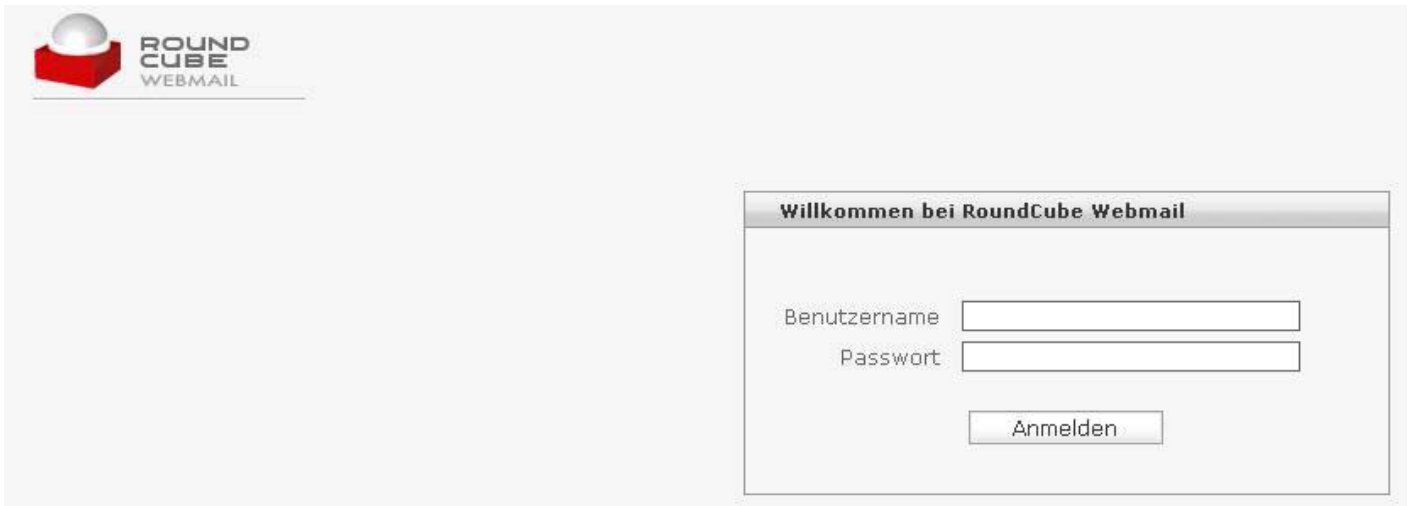 ROUND
CUBE
WEBMAIL
Willkommen bei RoundCube Webmail
Benutzername
Passwort
Anmelden